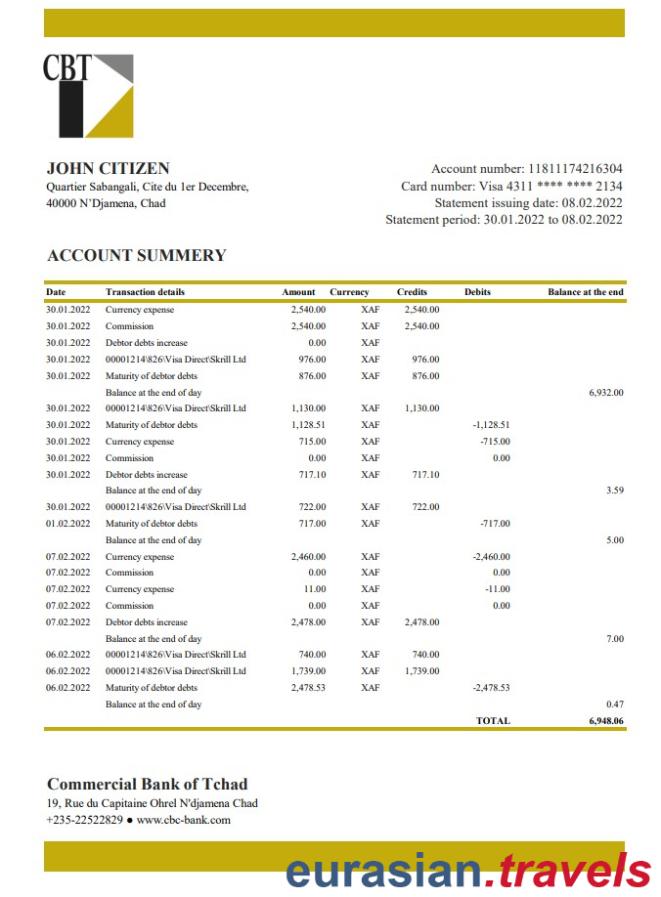 CBT
JOHN CITIZEN
Quartier Sabangali, Cite du 1er Decembre,
40000 N'Djamena, Chad
Account number: 11811174216304
Card number: Visa 4311 **** **** 2134
Statement issuing date: 08.02.2022
Statement period: 30.01.2022 to 08.02.2022
ACCOUNT SUMMERY
Date Transaction details Amount Currency Credits Debits Balance at the end
30.01.2022 Currency expense 2,540.00 XAF 2,540.00
30.01.2022 Commission 2,540.00 XAF 2,540.00
30.01.2022 Debtor debts increase 0.00 XAF
30.01.2022 00001214\826\Visa Direct\Skrill Ltd 976.00 XAF 976.00
30.01.2022 Maturity of debtor debts 876.00 XAF 876.00
Balance at the end of day 6,932.00
30.01.2022 00001214\826\Visa Direct\Skrill Ltd 1,130.00 XAF 1,130.00
30.01.2022 Maturity of debtor debts 1,128.51 XAF -1,128.51
30.01.2022 Currency expense 715.00 XAF -715.00
30.01.2022 Commission 0.00 XAF 0.00
30.01.2022 Debtor debts increase 717.10 XAF 717.10
Balance at the end of day 3.59
30.01.2022 00001214\826\Visa Direct\Skrill Ltd 722.00 XAF 722.00
01.02.2022 Maturity of debtor debts 717.00 XAF -717.00
Balance at the end of day 5.00
07.02.2022 Currency expense 2,460.00 XAF -2,460.00
07.02.2022 Commission 0.00 XAF 0.00
07.02.2022 Currency expense 11.00 XAF -11.00
07.02.2022 Commission 0.00 XAF 0.00
07.02.2022 Debtor debts increase 2,478.00 XAF 2,478.00
Balance at the end of day 7.00
06.02.2022 00001214\826\Visa Direct\Skrill Ltd 740.00 XAF 740.00
06.02.2022 00001214\826\Visa Direct\Skrill Ltd 1,739.00 XAF 1,739.00
06.02.2022 Maturity of debtor debts 2,478.53 XAF -2,478.53
Balance at the end of day 0.47
TOTAL 6,948.06
Commercial Bank of Tchad
19, Rue du Capitaine Ohrel N'djamena Chad
+235-22522829 ● www.cbc-bank.com
eurasian.travels